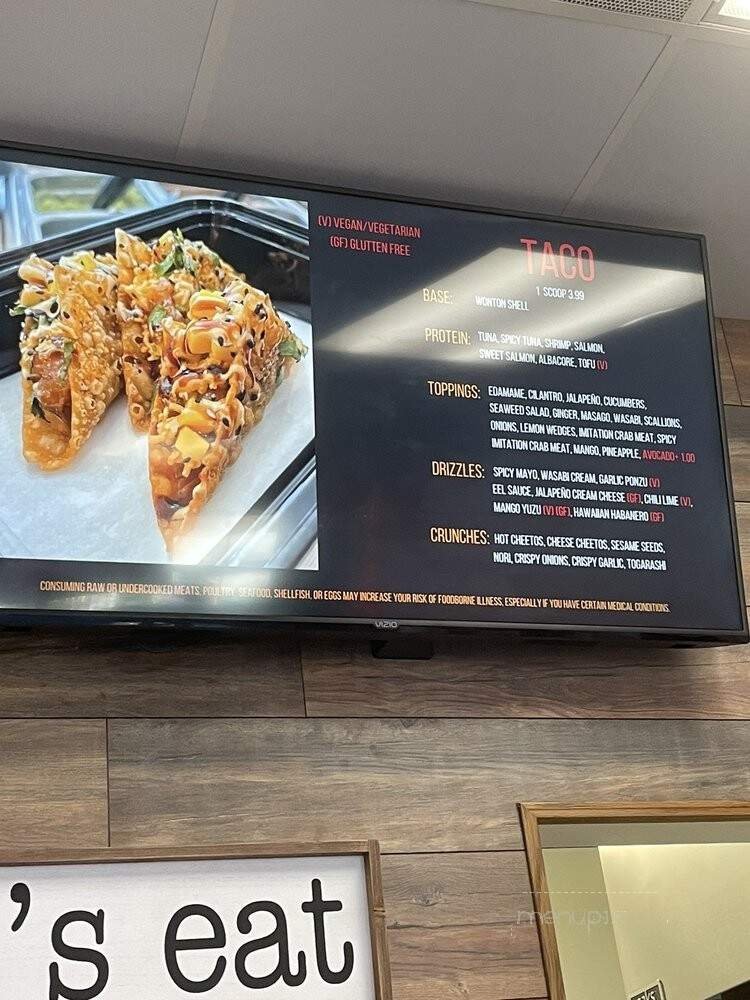 (V) VEGAN/VEGETARIAN
(GF) GLUTTEN FREE
TACO
1 SCOOP 3.99
BASE: WONTON SHELL
PROTEIN: TUNA, SPICY TUNA, SHRIMP, SALMON,
SWEET SALMON, ALBACORE, TOFU (V)
TOPPINGS: EDAMAME, CILANTRO, JALAPEÑO, CUCUMBERS,
SEAWEED SALAD, GINGER, MASAGO, WASABI, SCALLIONS,
ONIONS, LEMON WEDGES, IMITATION CRAB MEAT, SPICY
IMITATION CRAB MEAT, MANGO, PINEAPPLE, AVOCADO+ 1.00
DRIZZLES: SPICY MAYO, WASABI CREAM, GARLIC PONZU (V)
EEL SAUCE, JALAPEÑO CREAM CHEESE (GF), CHILI LIME (V),
MANGO YUZU (V) (GF), HAWAIIAN HABANERO (GF)
CRUNCHES: HOT CHEETOS, CHEESE CHEETOS, SESAME SEEDS,
NORI, CRISPY ONIONS, CRISPY GARLIC, TOGARASHI
CONSUMING RAW OR UNDERCOOKED MEATS, POULTRY, SEAFOOD, SHELLFISH, OR EGGS MAY INCREASE YOUR RISK OF FOODBORNE ILLNESS, ESPECIALLY IF YOU HAVE CERTAIN MEDICAL CONDITIONS.
VIZIO
's eat